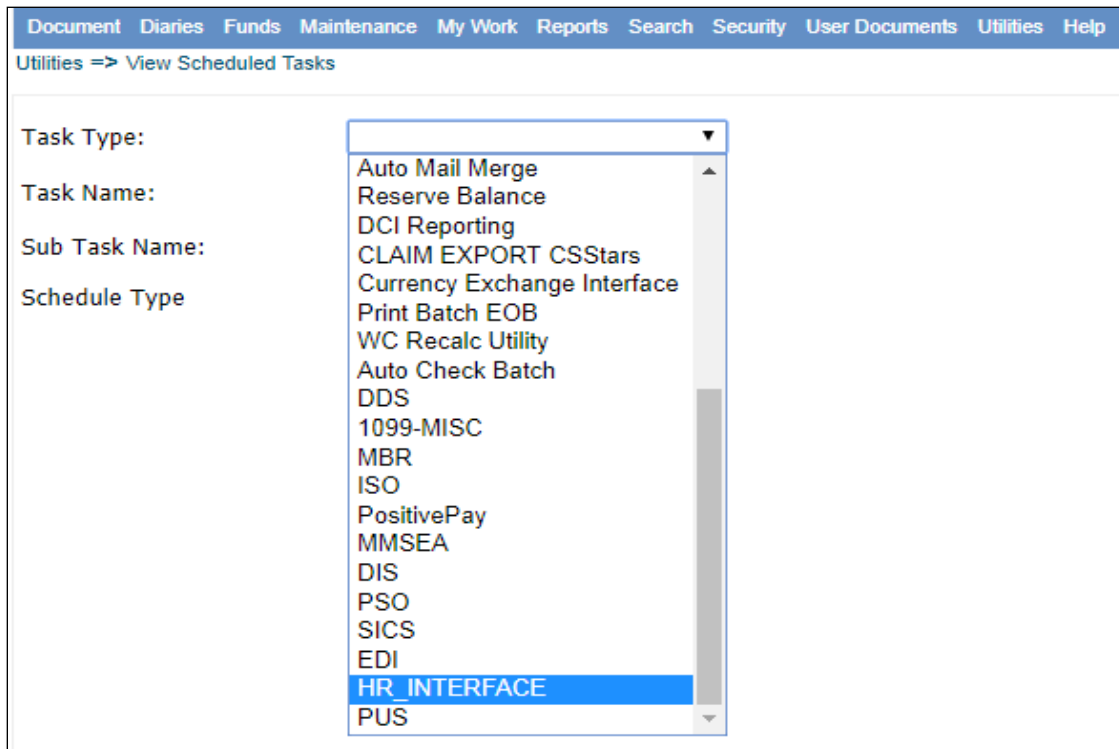 Document Diaries Funds Maintenance My Work Reports Search Security User Documents Utilities Help
Utilities => View Scheduled Tasks
Task Type:
Auto Mail Merge
Task Name:
Reserve Balance
DCI Reporting
Sub Task Name:
CLAIM EXPORT CSStars
Currency Exchange Interface
Schedule Type
Print Batch EOB
WC Recalc Utility
Auto Check Batch
DDS
1099-MISC
MBR
ISO
PositivePay
MMSEA
DIS
PSO
SICS
EDI
HR_INTERFACE
PUS